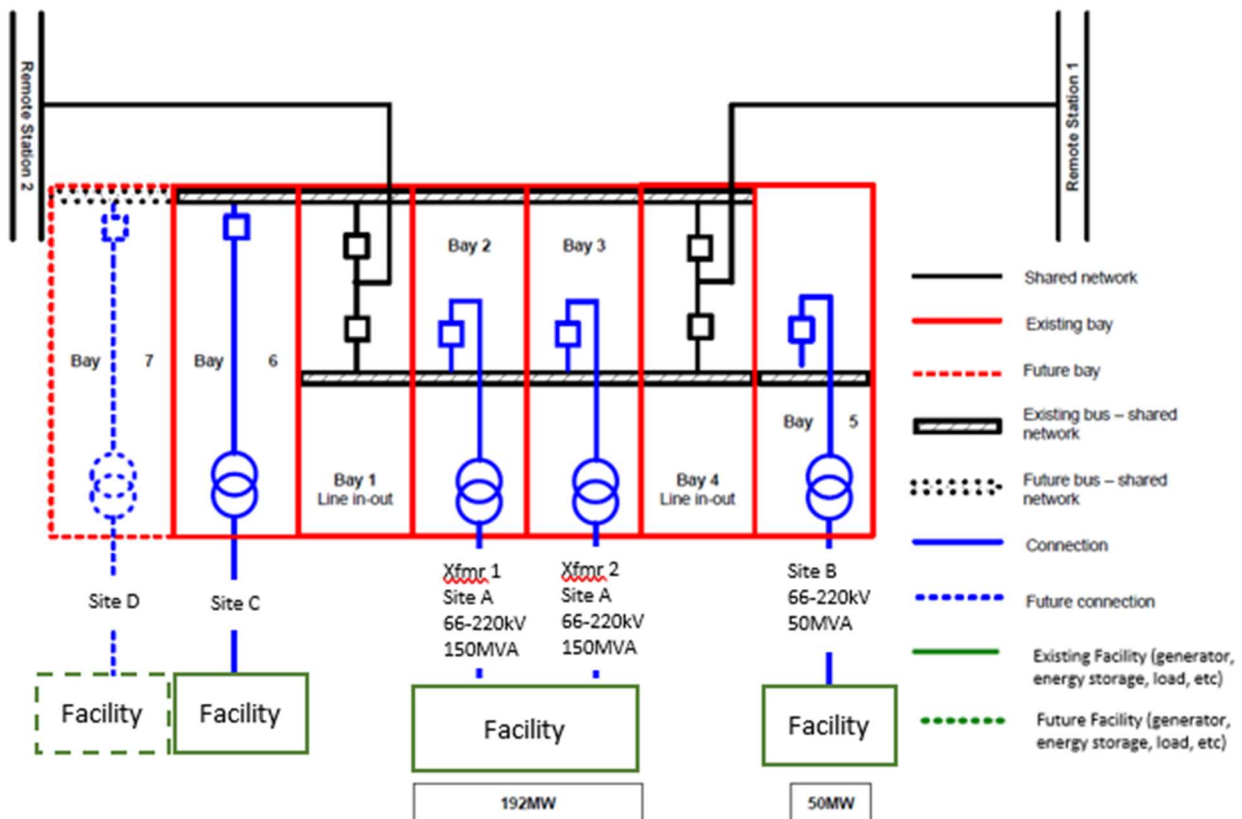 Remote Station 2
Remote Station 1
Bay 2
Bay 3
Bay 7
Bay 6
Bay 5
Bay 1
Line in-out
Bay 4
Line in-out
Shared network
Existing bay
Future bay
Existing bus – shared
network
Future bus – shared
network
Connection
Future connection
Existing Facility (generator,
energy storage, load, etc)
Future Facility (generator,
energy storage, load, etc)
Site D
Site C
Xfmr 1
Site A
66-220kV
150MVA
Xfmr 2
Site A
66-220kV
150MVA
Site B
66-220kV
50MVA
Facility
Facility
Facility
Facility
192MW
50MW